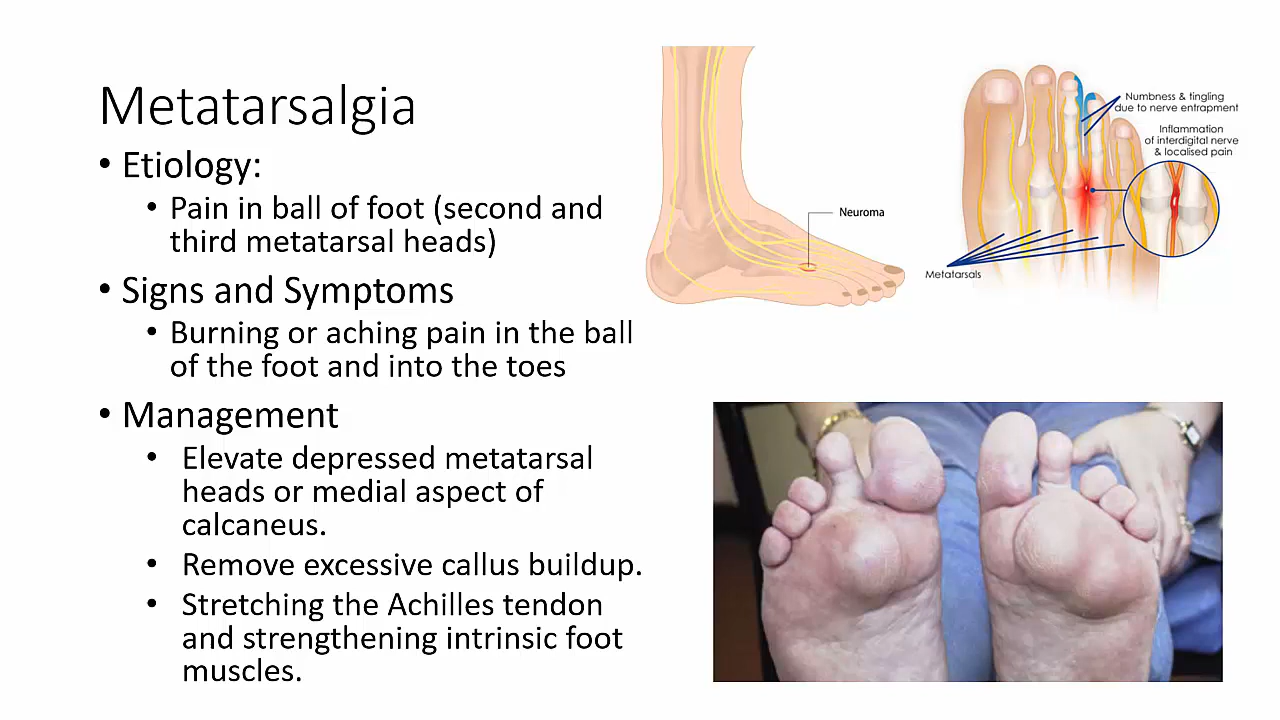 Metatarsalgia
• Etiology:
• Pain in ball of foot (second and
third metatarsal heads)
• Signs and Symptoms
• Burning or aching pain in the ball
of the foot and into the toes
• Management
• Elevate depressed metatarsal
heads or medial aspect of
calcaneus.
• Remove excessive callus buildup.
• Stretching the Achilles tendon
and strengthening intrinsic foot
muscles.
Neuroma
Numbness & tingling
due to nerve entrapment
Inflammation
of interdigital nerve
& localised pain
Metatarsals